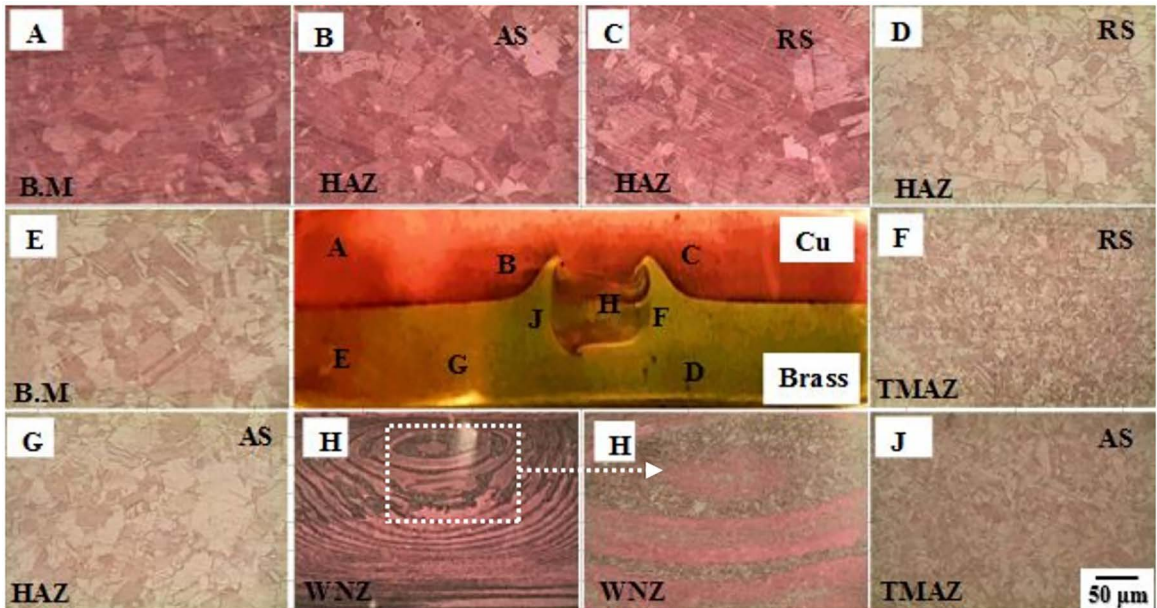 A
B.M
B
AS
HAZ
C
RS
HAZ
D
RS
HAZ
E
B.M
A
B
C
Cu
J
H
F
E
G
D
Brass
F
RS
TMAZ
G
AS
HAZ
H
WNZ
H
WNZ
J
AS
TMAZ
50 µm